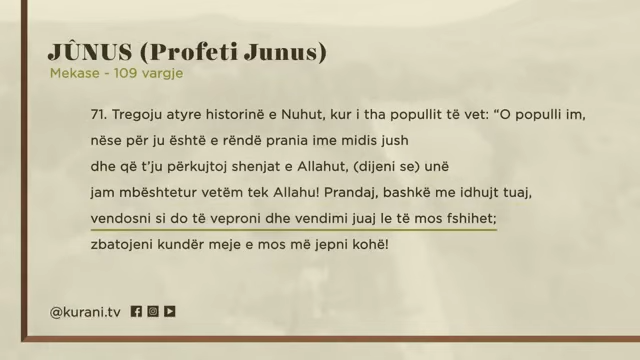 JÛNUS (Profeti Junus)
Mekase - 109 vargje
71. Tregoju atyre historinë e Nuhut, kur i tha popullit të vet: “O populli im,
nëse për ju është e rëndë prania ime midis jush
dhe që t’ju përkujtoj shenjat e Allahut, (dijeni se) unë
jam mbështetur vetëm tek Allahu! Prandaj, bashkë me idhujt tuaj,
vendosni si do të veproni dhe vendimi juaj le të mos fshihet;
zbatojeni kundër meje e mos më jepni kohë!
@kurani.tv